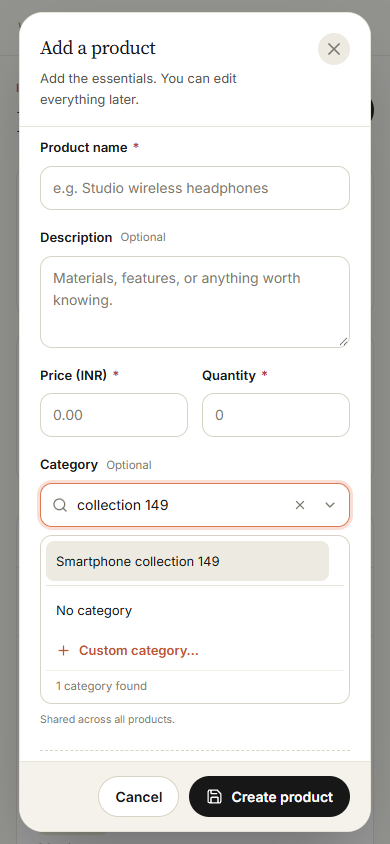 Add a product
Add the essentials. You can edit
everything later.
Product name *
e.g. Studio wireless headphones
Description Optional
Materials, features, or anything worth
knowing.
Price (INR) * Quantity *
0.00 0
Category Optional
collection 149
Smartphone collection 149
No category
+ Custom category...
1 category found
Shared across all products.
Cancel Create product